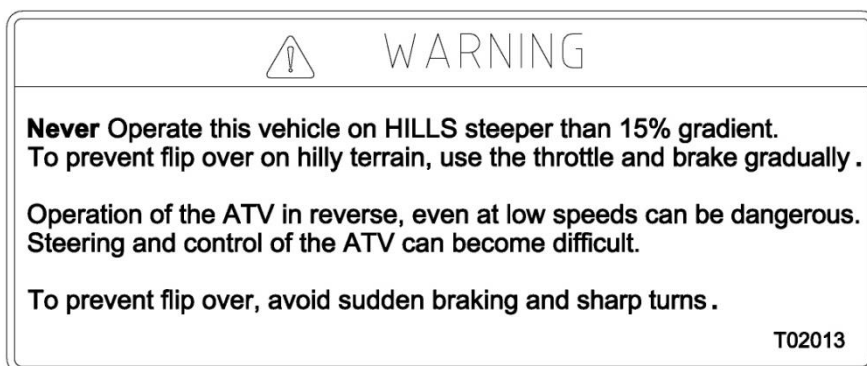 WARNING
Never Operate this vehicle on HILLS steeper than 15% gradient.
To prevent flip over on hilly terrain, use the throttle and brake gradually.
Operation of the ATV in reverse, even at low speeds can be dangerous.
Steering and control of the ATV can become difficult.
To prevent flip over, avoid sudden braking and sharp turns.
T02013